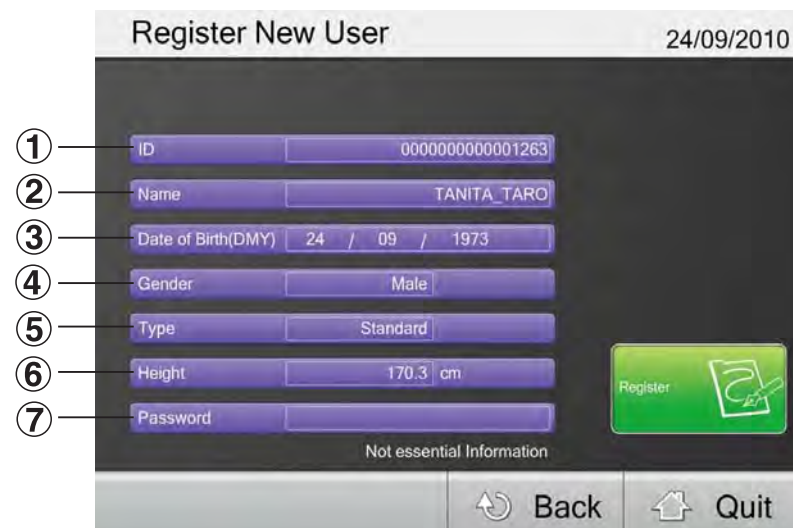 Register New User
24/09/2010
① ID 0000000000001263
② Name TANITA_TARO
③ Date of Birth(DMY) 24 / 09 / 1973
④ Gender Male
⑤ Type Standard
⑥ Height 170.3 cm
⑦ Password
Register
Not essential Information
Back
Quit